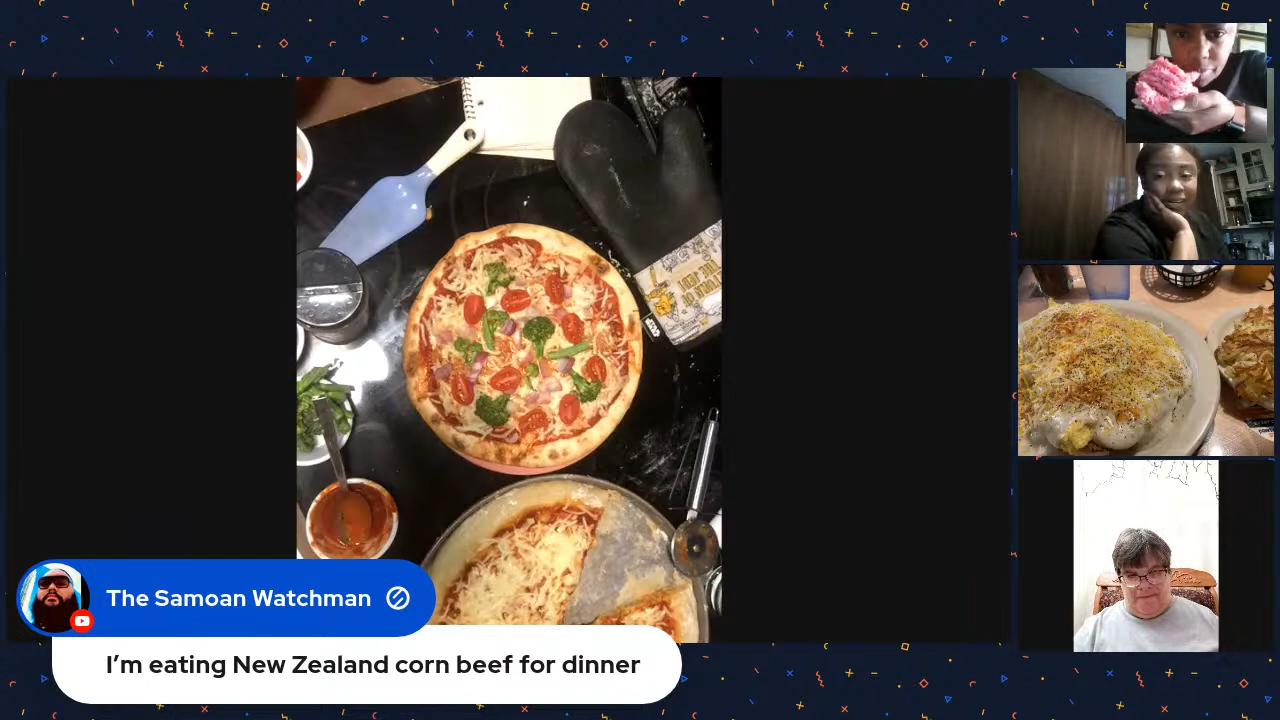 The Samoan Watchman
I'm eating New Zealand corn beef for dinner